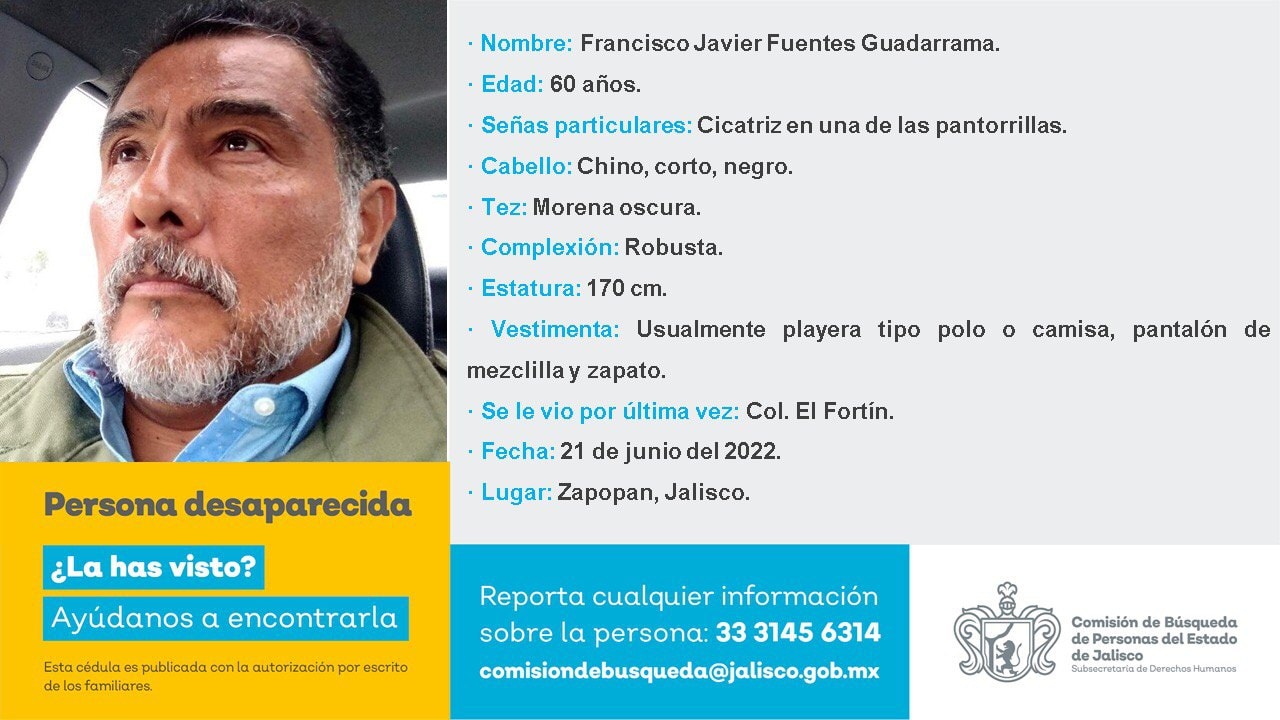 · Nombre: Francisco Javier Fuentes Guadarrama.
· Edad: 60 años.
· Señas particulares: Cicatriz en una de las pantorrillas.
· Cabello: Chino, corto, negro.
· Tez: Morena oscura.
· Complexión: Robusta.
· Estatura: 170 cm.
· Vestimenta: Usualmente playera tipo polo o camisa, pantalón de
mezclilla y zapato.
· Se le vio por última vez: Col. El Fortín.
· Fecha: 21 de junio del 2022.
· Lugar: Zapopan, Jalisco.
Persona desaparecida
¿La has visto?
Ayúdanos a encontrarla
Esta cédula es publicada con la autorización por escrito
de los familiares.
Reporta cualquier información
sobre la persona: 33 3145 6314
comisiondebusqueda@jalisco.gob.mx
Comisión de Búsqueda
de Personas del Estado
de Jalisco
Subsecretaría de Derechos Humanos